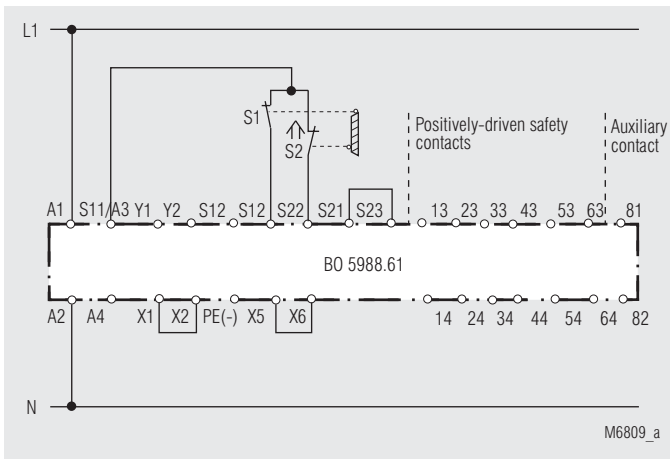 L1
S1
S2
Positively-driven safety
contacts
Auxiliary
contact
A1 S11/A3 Y1 Y2 S12 S12 S22 S21 S23 13 23 33 43 53 63 81
BO 5988.61
A2 A4 X1 X2 PE(-) X5 X6 14 24 34 44 54 64 82
N
M6809_a